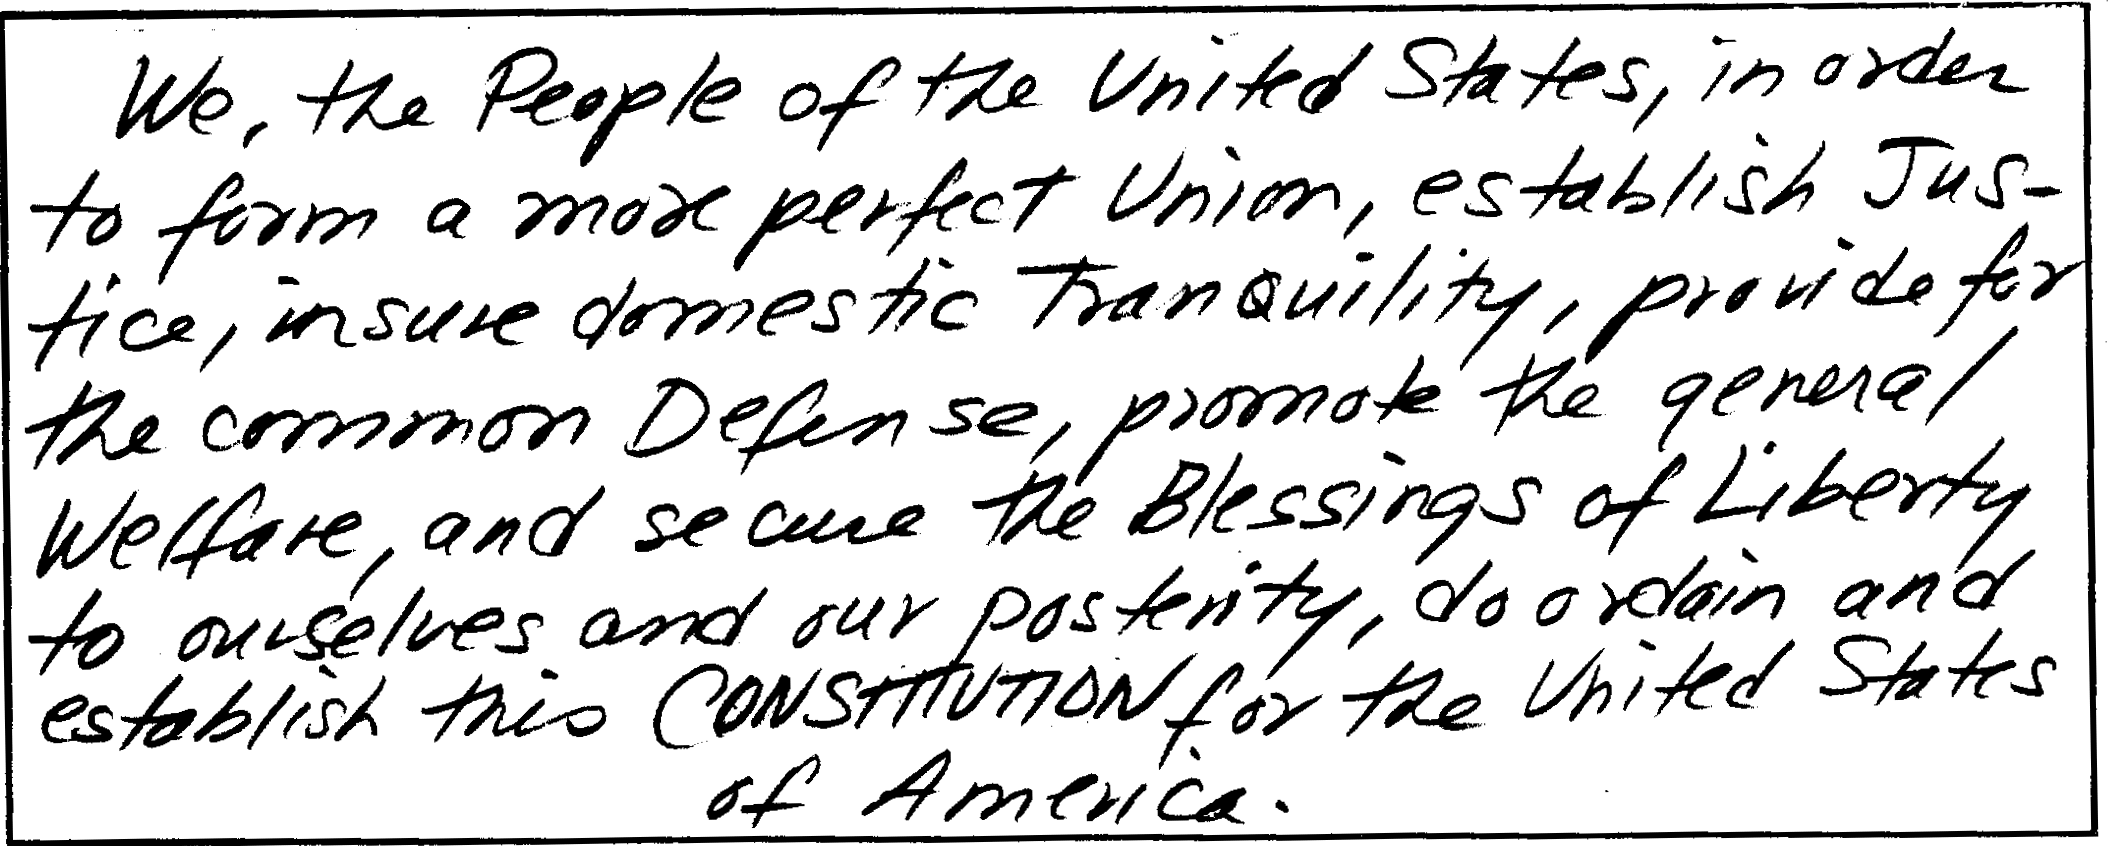 We, the People of the United States, in order
to form a more perfect Union, establish Jus-
tice, insure domestic TranQuility, provide for
the common Defense, promote the general
Welfare, and secure the Blessings of Liberty
to ourselves and our posterity, do ordain and
establish this CONSTITUTION for the United States
of America.